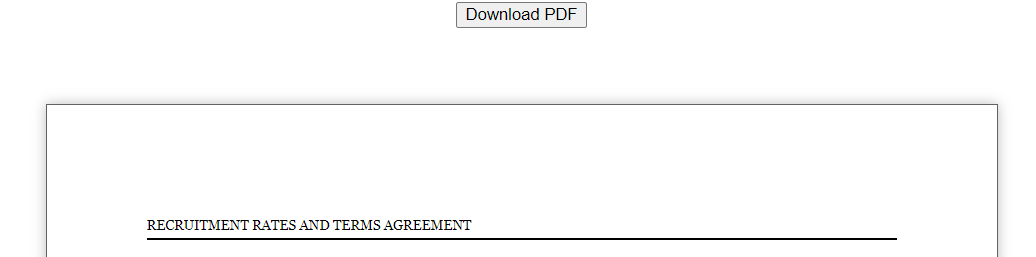 Download PDF
RECRUITMENT RATES AND TERMS AGREEMENT